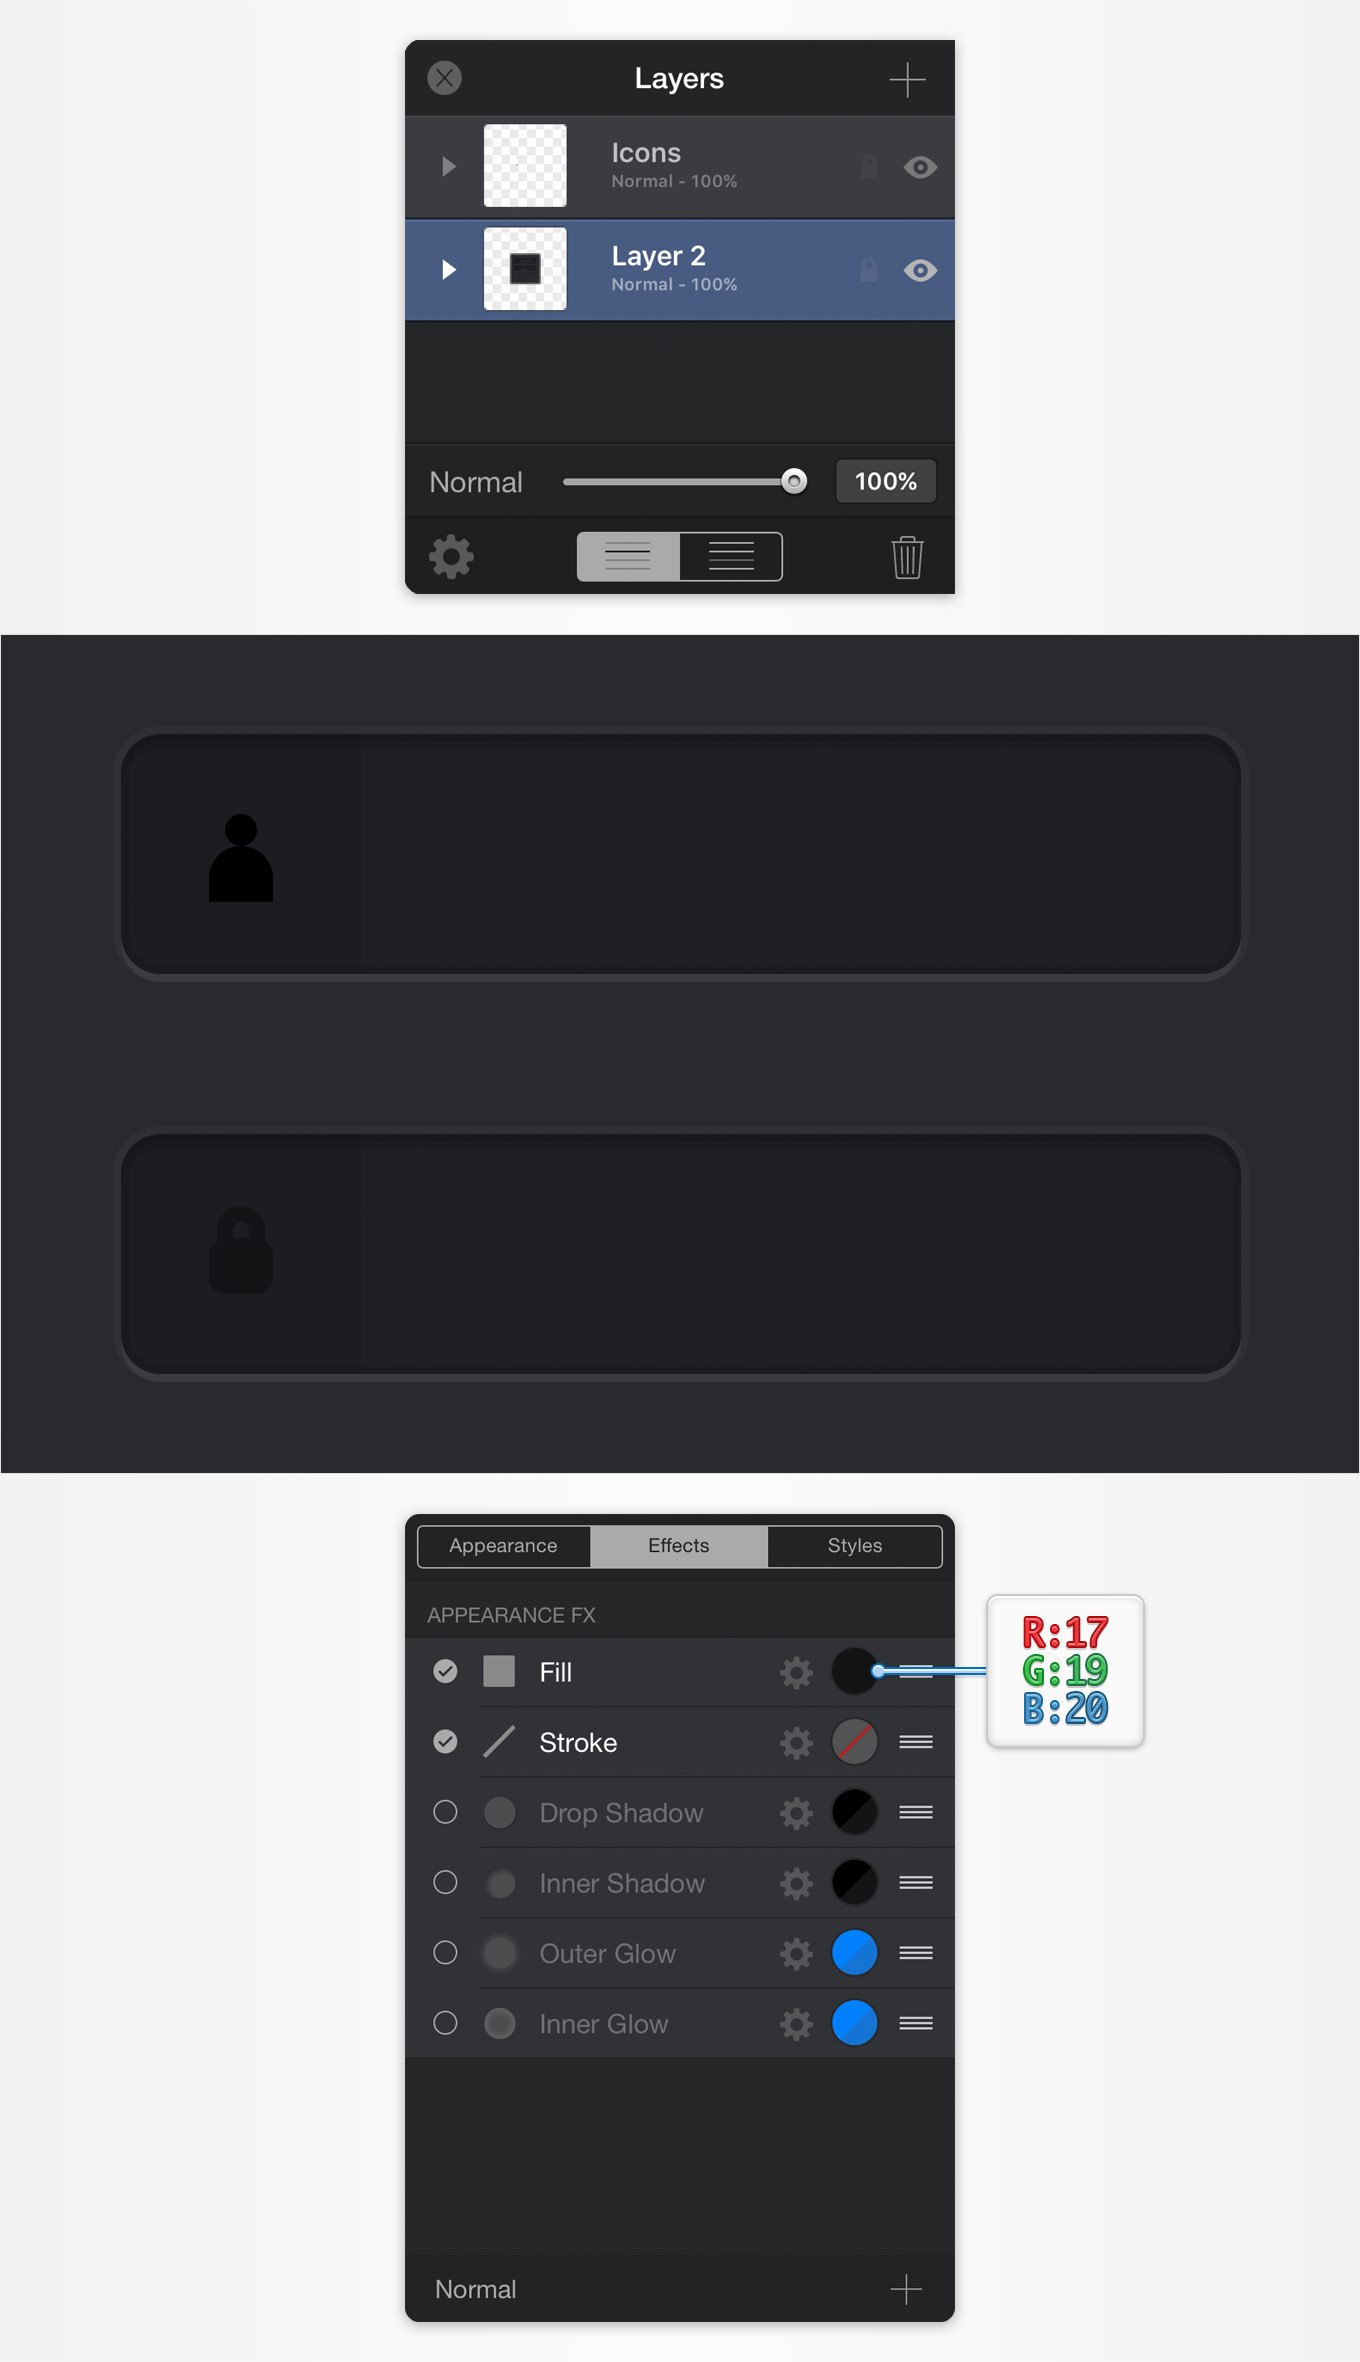 Layers
Icons
Normal - 100%
Layer 2
Normal - 100%
Normal
100%
Appearance
Effects
Styles
APPEARANCE FX
Fill
R:17
G:19
B:20
Stroke
Drop Shadow
Inner Shadow
Outer Glow
Inner Glow
Normal